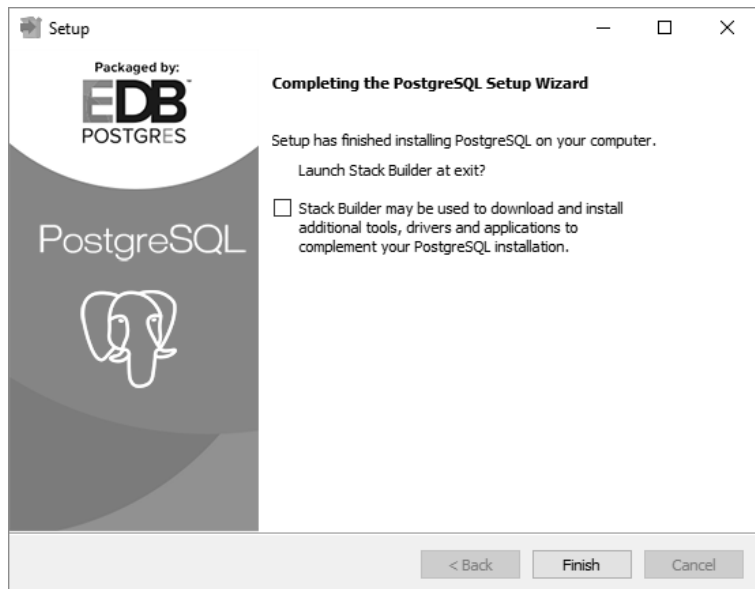 Setup
Packaged by:
EDB
POSTGRES
PostgreSQL
Completing the PostgreSQL Setup Wizard
Setup has finished installing PostgreSQL on your computer.
Launch Stack Builder at exit?
Stack Builder may be used to download and install
additional tools, drivers and applications to
complement your PostgreSQL installation.
< Back
Finish
Cancel